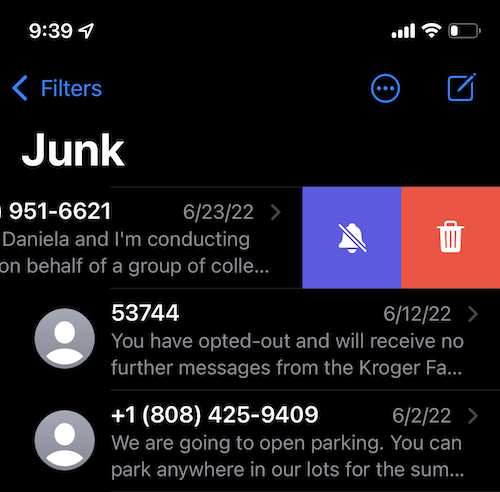 9:39
Filters
Junk
) 951-6621 6/23/22
Daniela and I'm conducting
on behalf of a group of colle...
53744 6/12/22
You have opted-out and will receive no
further messages from the Kroger Fa...
+1 (808) 425-9409 6/2/22
We are going to open parking. You can
park anywhere in our lots for the sum...